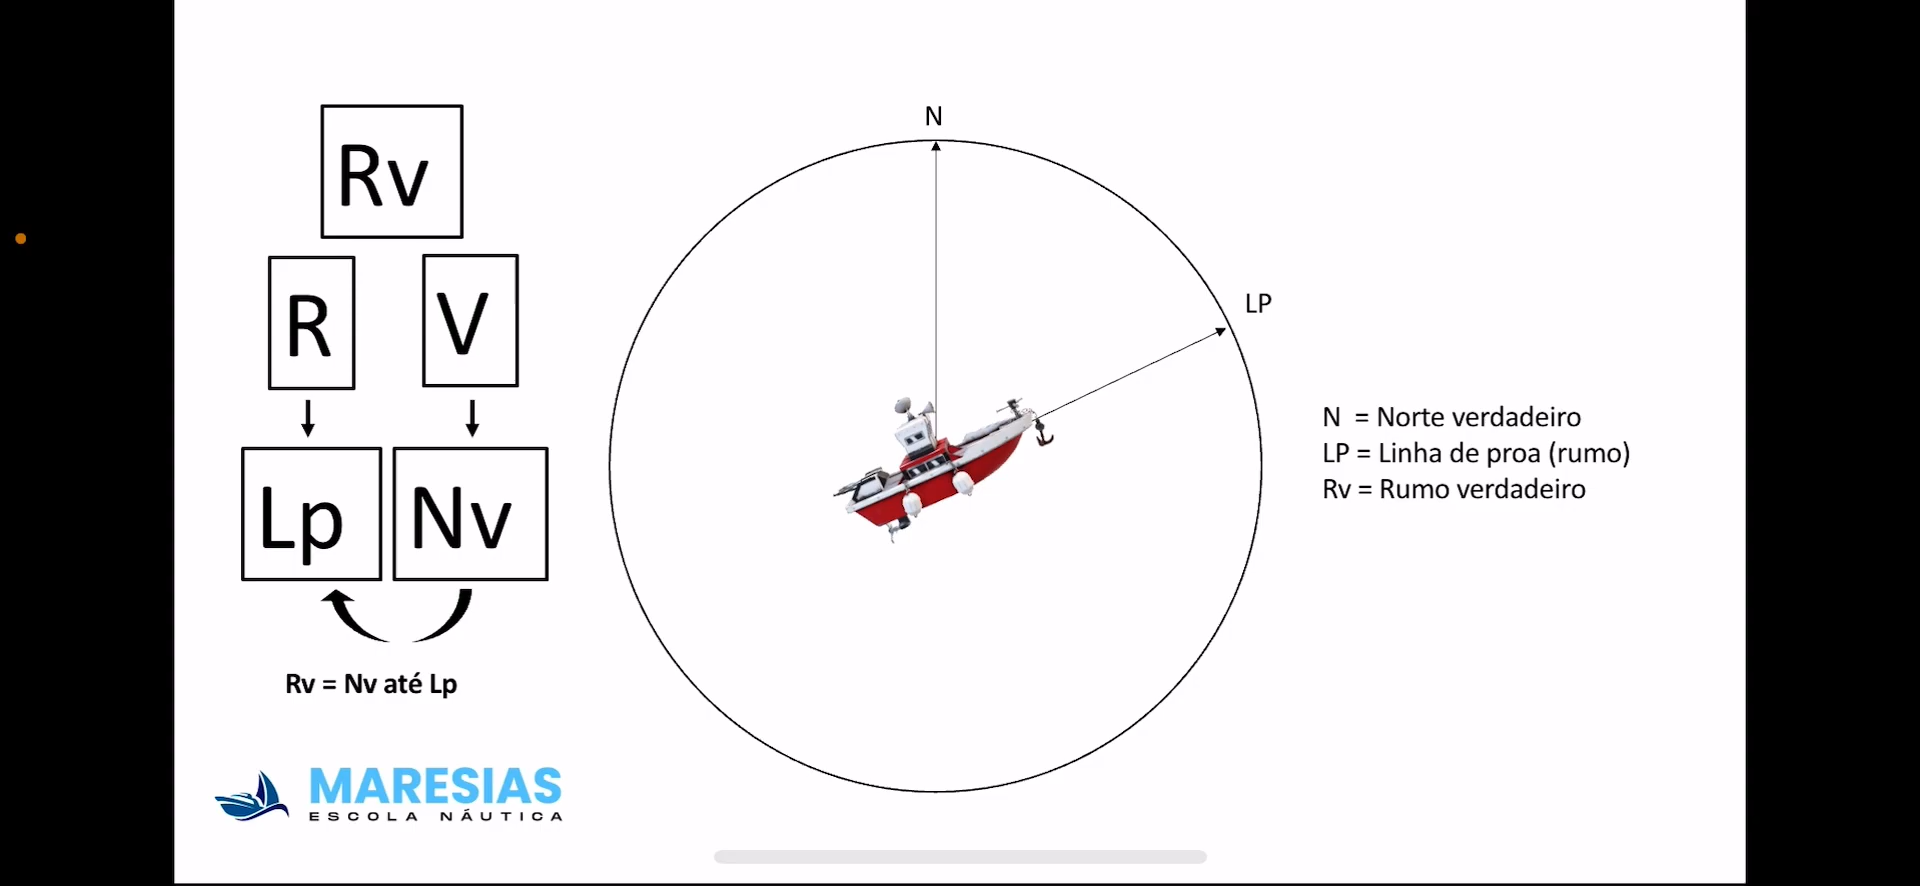 Rv
R V
Lp Nv
Rv = Nv até Lp
MARESIAS
ESCOLA NÁUTICA
N
LP
N = Norte verdadeiro
LP = Linha de proa (rumo)
Rv = Rumo verdadeiro